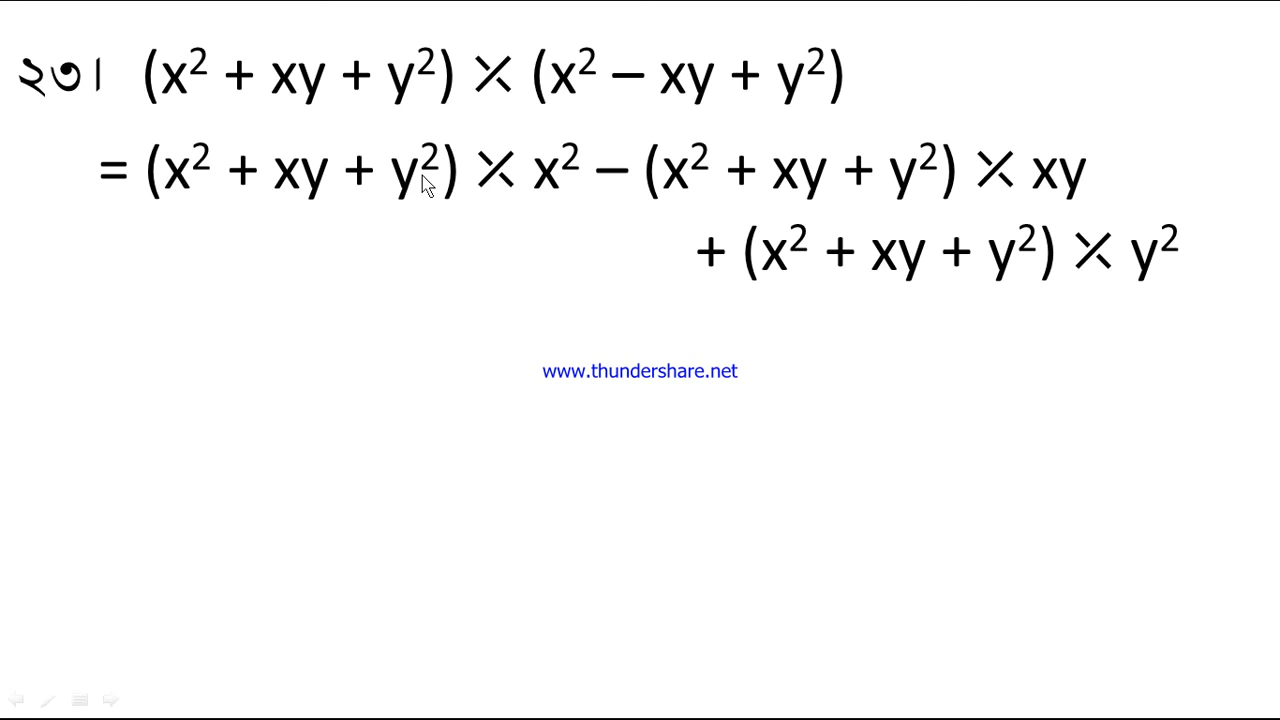 ২৩। (x² + xy + y²) × (x² – xy + y²)
= (x² + xy + y²) × x² – (x² + xy + y²) × xy
+ (x² + xy + y²) × y²
www.thundershare.net